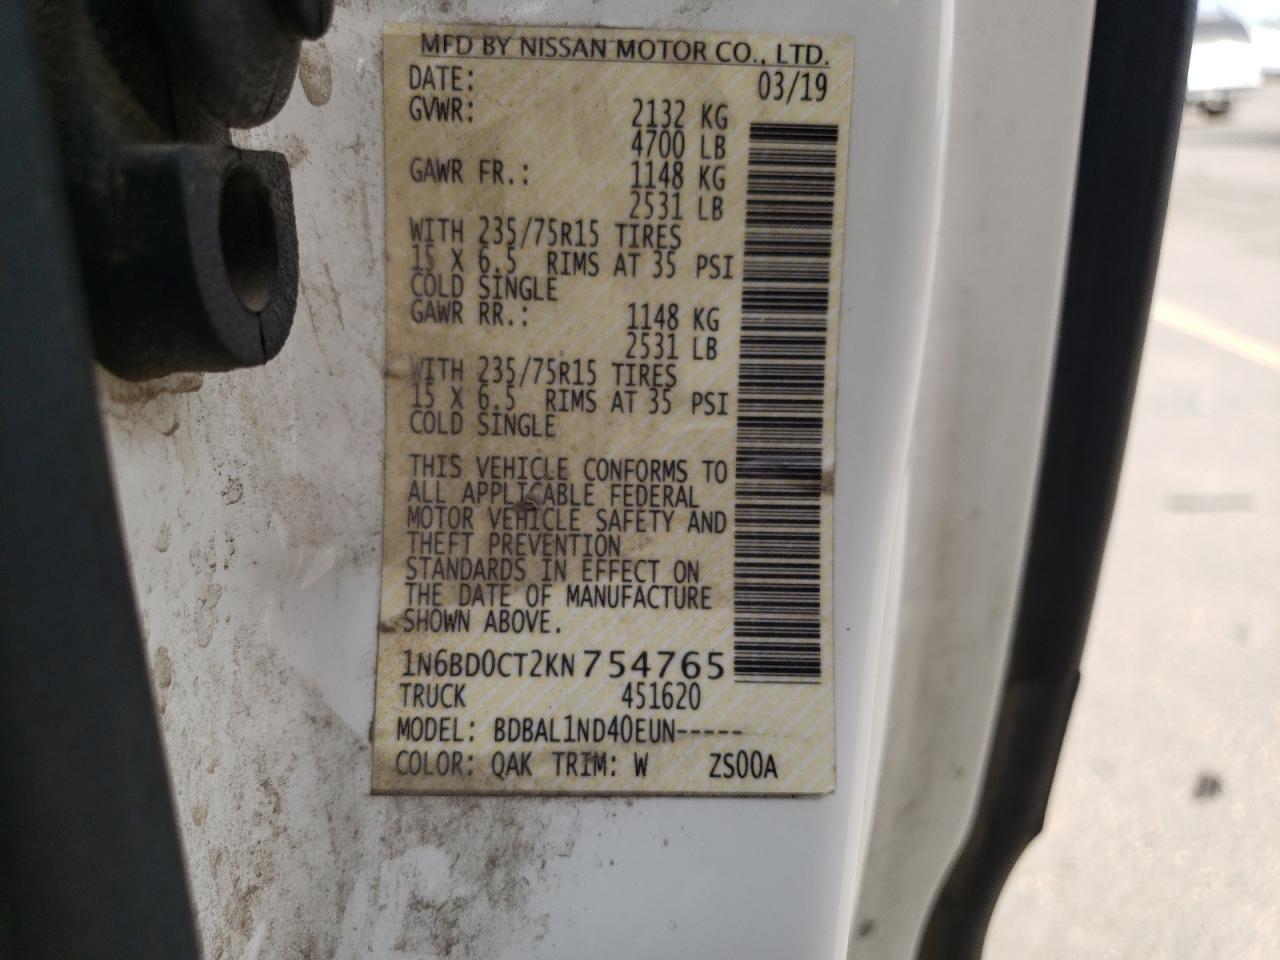 MFD BY NISSAN MOTOR CO., LTD.
DATE: 03/19
GVWR: 2132 KG
4700 LB
GAWR FR.: 1148 KG
2531 LB
WITH 235/75R15 TIRES
15 X 6.5 RIMS AT 35 PSI
COLD SINGLE
GAWR RR.: 1148 KG
2531 LB
WITH 235/75R15 TIRES
15 X 6.5 RIMS AT 35 PSI
COLD SINGLE
THIS VEHICLE CONFORMS TO
ALL APPLICABLE FEDERAL
MOTOR VEHICLE SAFETY AND
THEFT PREVENTION
STANDARDS IN EFFECT ON
THE DATE OF MANUFACTURE
SHOWN ABOVE.
1N6BD0CT2KN754765
TRUCK 451620
MODEL: BDBAL1ND40EUN-----
COLOR: QAK TRIM: W ZS00A